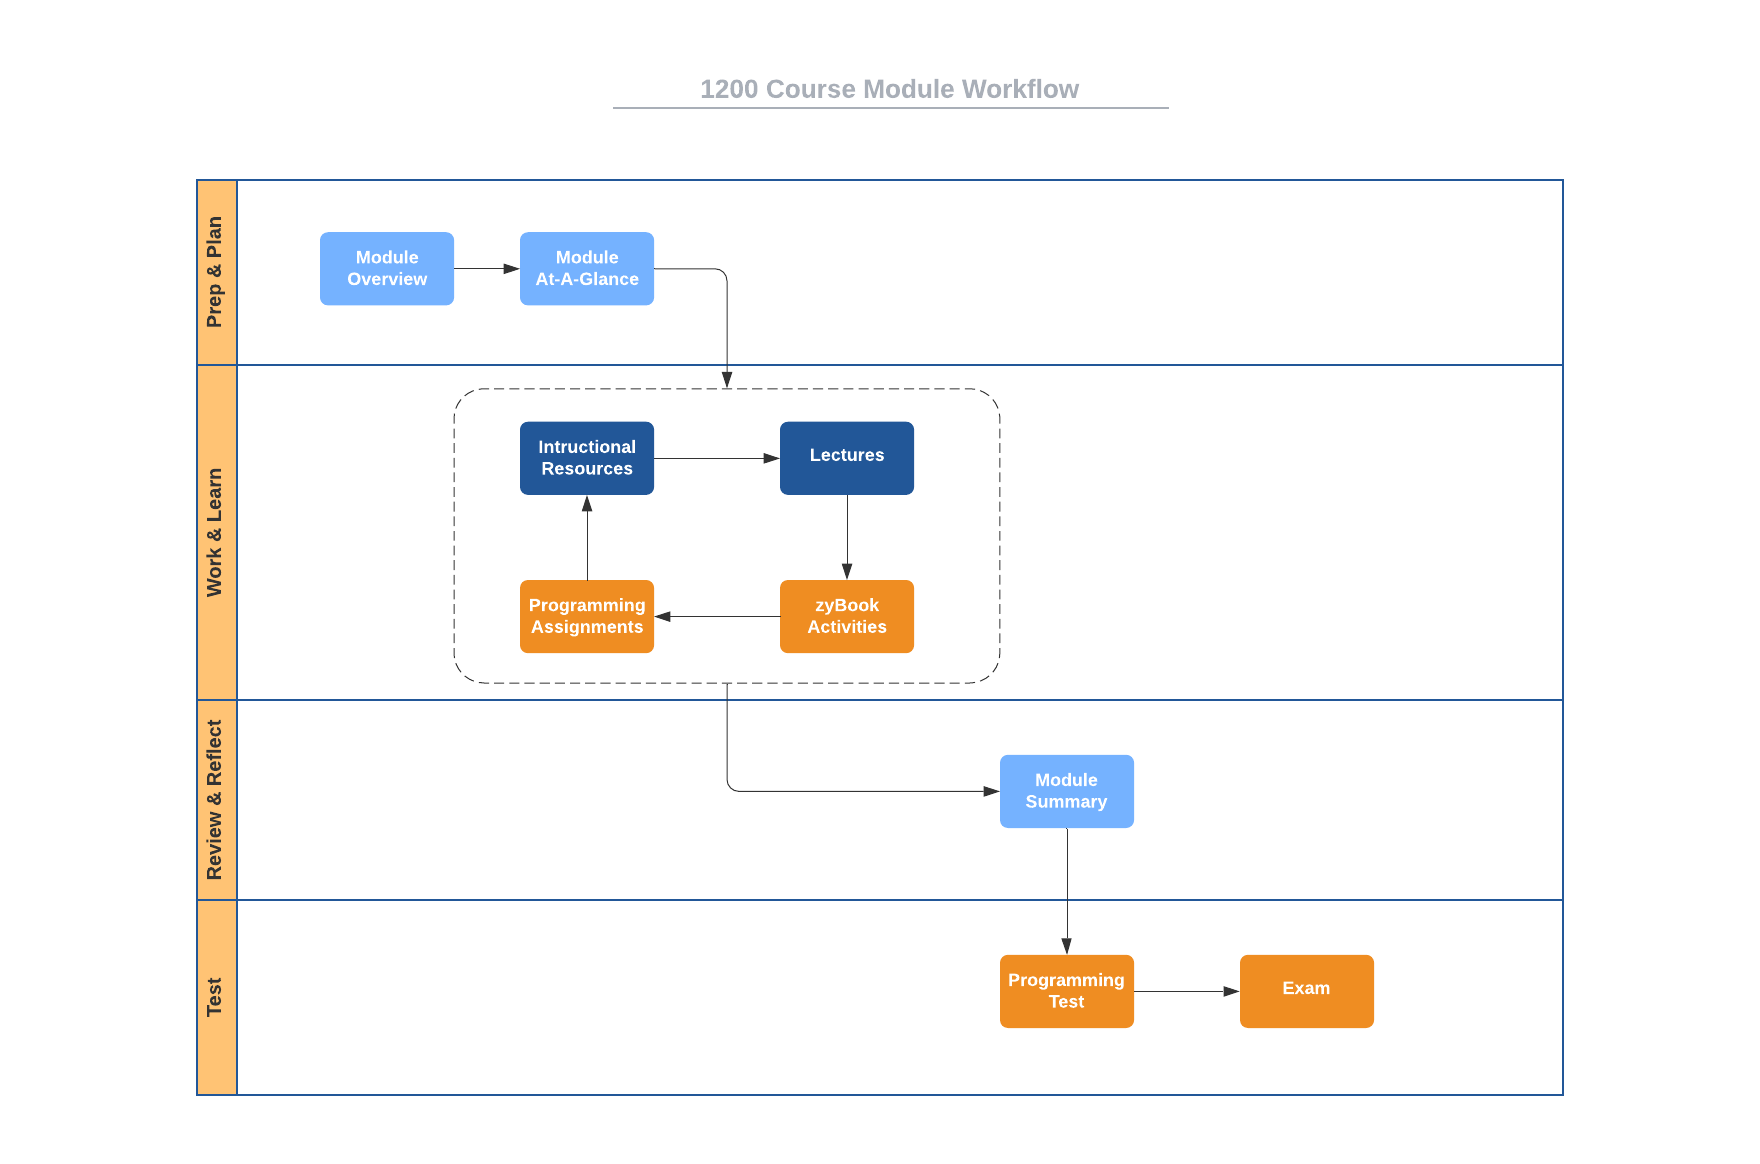 1200 Course Module Workflow
Prep & Plan
Module
Overview
Module
At-A-Glance
Work & Learn
Intructional
Resources
Lectures
Programming
Assignments
zyBook
Activities
Review & Reflect
Module
Summary
Test
Programming
Test
Exam